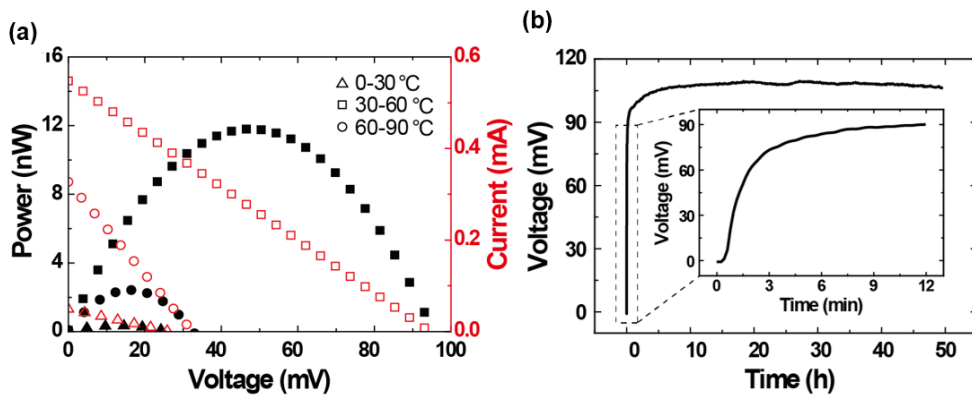 (a)
16
12
8
4
0
Power (nW)
0
20
40
60
80
100
Voltage (mV)
0.6
0.4
0.2
0.0
Current (mA)
△ 0-30 °C
□ 30-60 °C
○ 60-90 °C
(b)
120
90
60
30
0
Voltage (mV)
0
10
20
30
40
50
Time (h)
90
60
30
0
Voltage (mV)
0
3
6
9
12
Time (min)